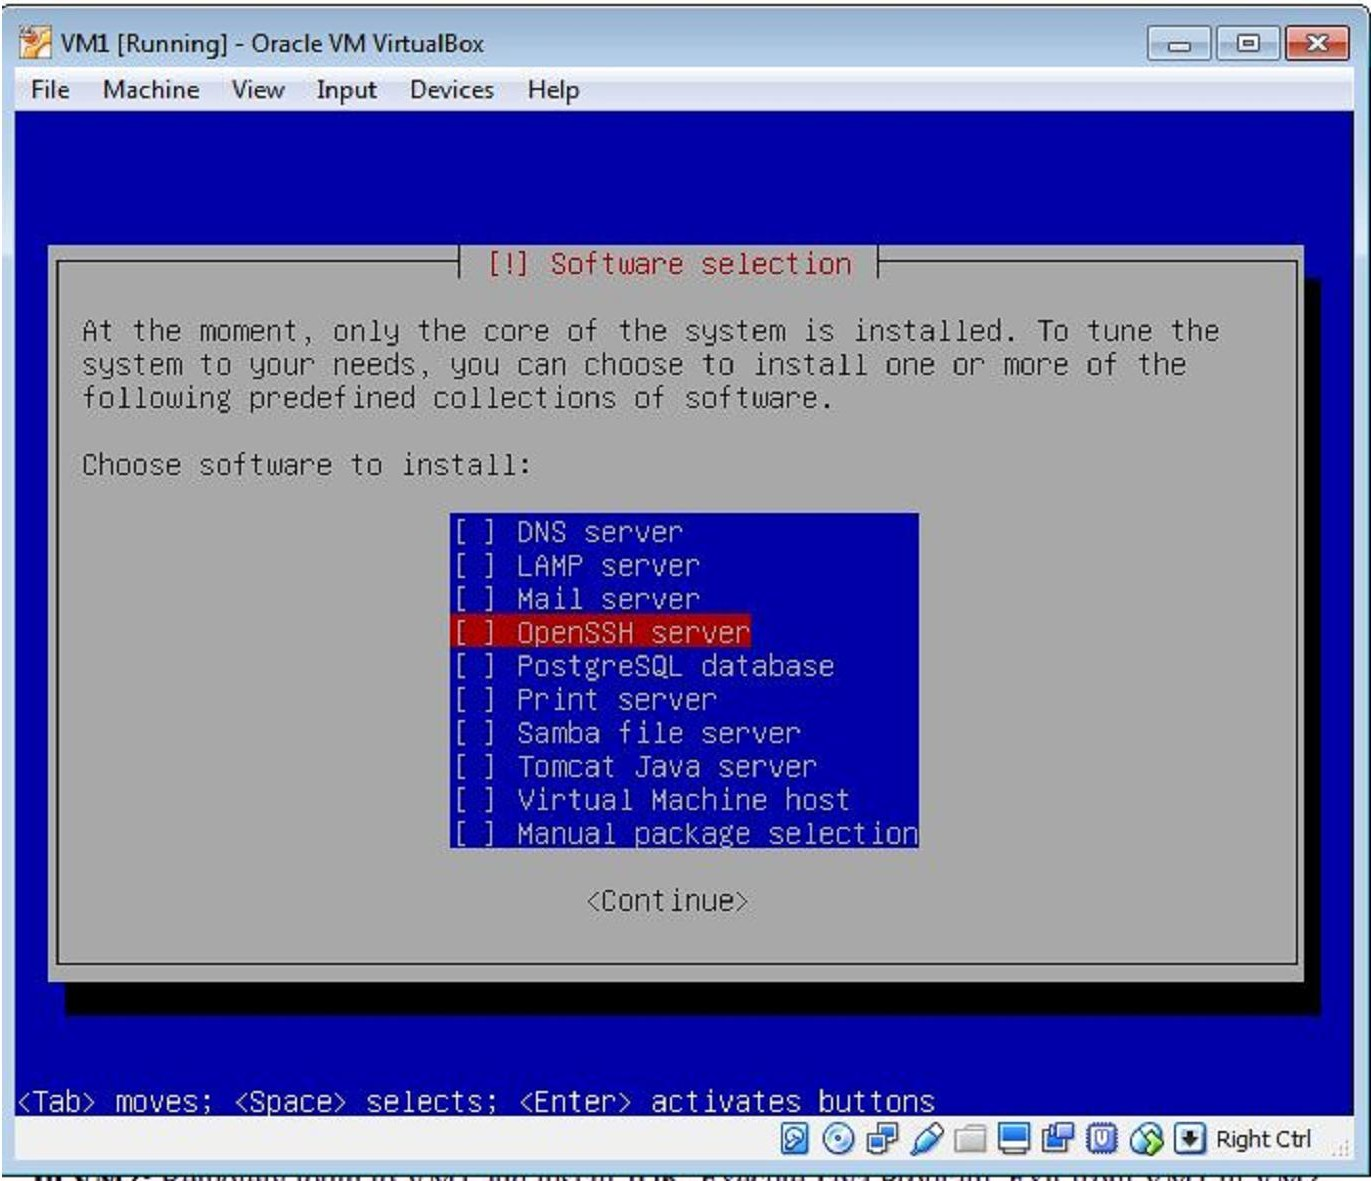 VM1 [Running] - Oracle VM VirtualBox
File Machine View Input Devices Help
[!] Software selection
At the moment, only the core of the system is installed. To tune the
system to your needs, you can choose to install one or more of the
following predefined collections of software.
Choose software to install:
[ ] DNS server
[ ] LAMP server
[ ] Mail server
[ ] OpenSSH server
[ ] PostgreSQL database
[ ] Print server
[ ] Samba file server
[ ] Tomcat Java server
[ ] Virtual Machine host
[ ] Manual package selection
<Continue>
<Tab> moves; <Space> selects; <Enter> activates buttons
Right Ctrl